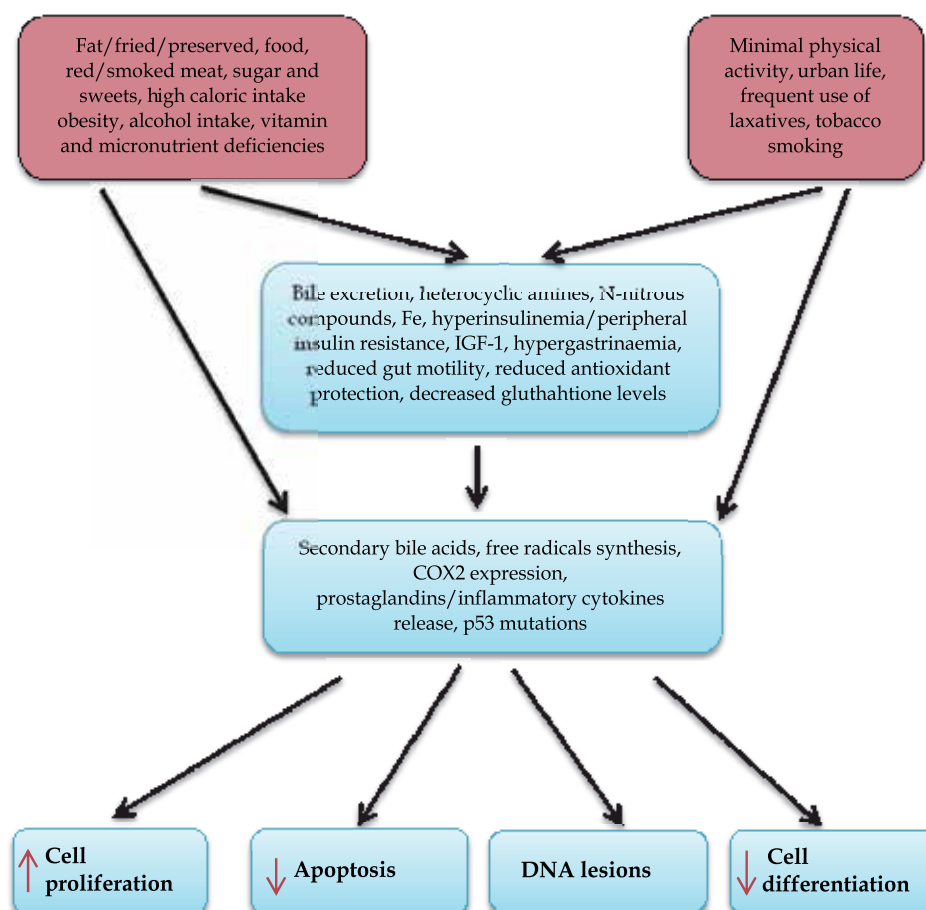 Fat/fried/preserved, food,
red/smoked meat, sugar and
sweets, high caloric intake
obesity, alcohol intake, vitamin
and micronutrient deficiencies
Minimal physical
activity, urban life,
frequent use of
laxatives, tobacco
smoking
Bile excretion, heterocyclic amines, N-nitrous
compounds, Fe, hyperinsulinemia/peripheral
insulin resistance, IGF-1, hypergastrinaemia,
reduced gut motility, reduced antioxidant
protection, decreased gluthahtione levels
Secondary bile acids, free radicals synthesis,
COX2 expression,
prostaglandins/inflammatory cytokines
release, p53 mutations
Cell
proliferation
Apoptosis
DNA lesions
Cell
differentiation